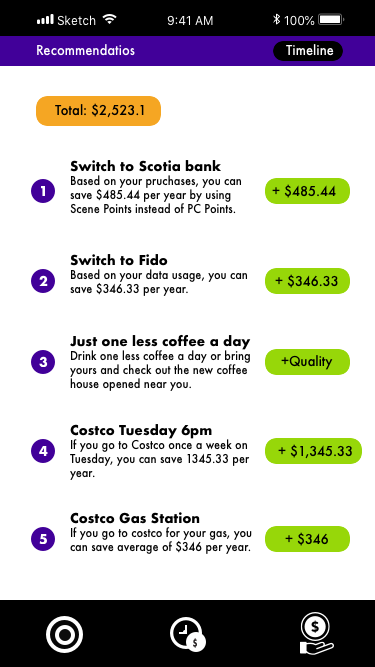 Sketch 9:41 AM 100%
Recommendatios Timeline
Total: $2,523.1
Switch to Scotia bank
1 Based on your pruchases, you can
save $485.44 per year by using + $485.44
Scene Points instead of PC Points.
Switch to Fido
2 Based on your data usage, you can + $346.33
save $346.33 per year.
Just one less coffee a day
3 Drink one less coffee a day or bring +Quality
yours and check out the new coffee
house opened near you.
Costco Tuesday 6pm
4 If you go to Costco once a week on + $1,345.33
Tuesday, you can save 1345.33 per
year.
Costco Gas Station
5 If you go to costco for your gas, you + $346
can save average of $346 per year.
$ $